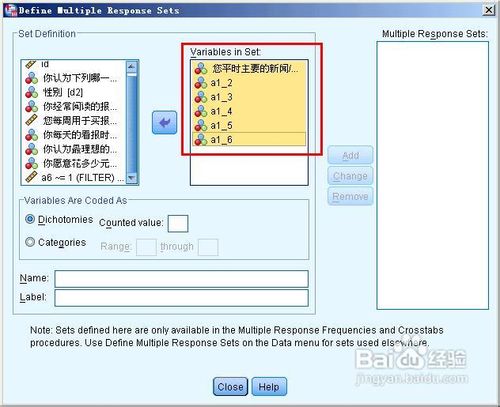 Define Multiple Response Sets
Set Definition
id
你认为下列哪一...
性别 [d2]
你经常阅读的报...
您每周用于买报...
你每天的看报时...
你认为最理想的...
你愿意花多少元...
a6 ~= 1 (FILTER) ...
Variables in Set:
您平时主要的新闻/...
a1_2
a1_3
a1_4
a1_5
a1_6
Multiple Response Sets:
Add
Change
Remove
Variables Are Coded As
Dichotomies Counted value:
Categories Range: through
Name:
Label:
Note: Sets defined here are only available in the Multiple Response Frequencies and Crosstabs
procedures. Use Define Multiple Response Sets on the Data menu for sets used elsewhere.
Close
Help
Baidu 经验
jingyan.baidu.com